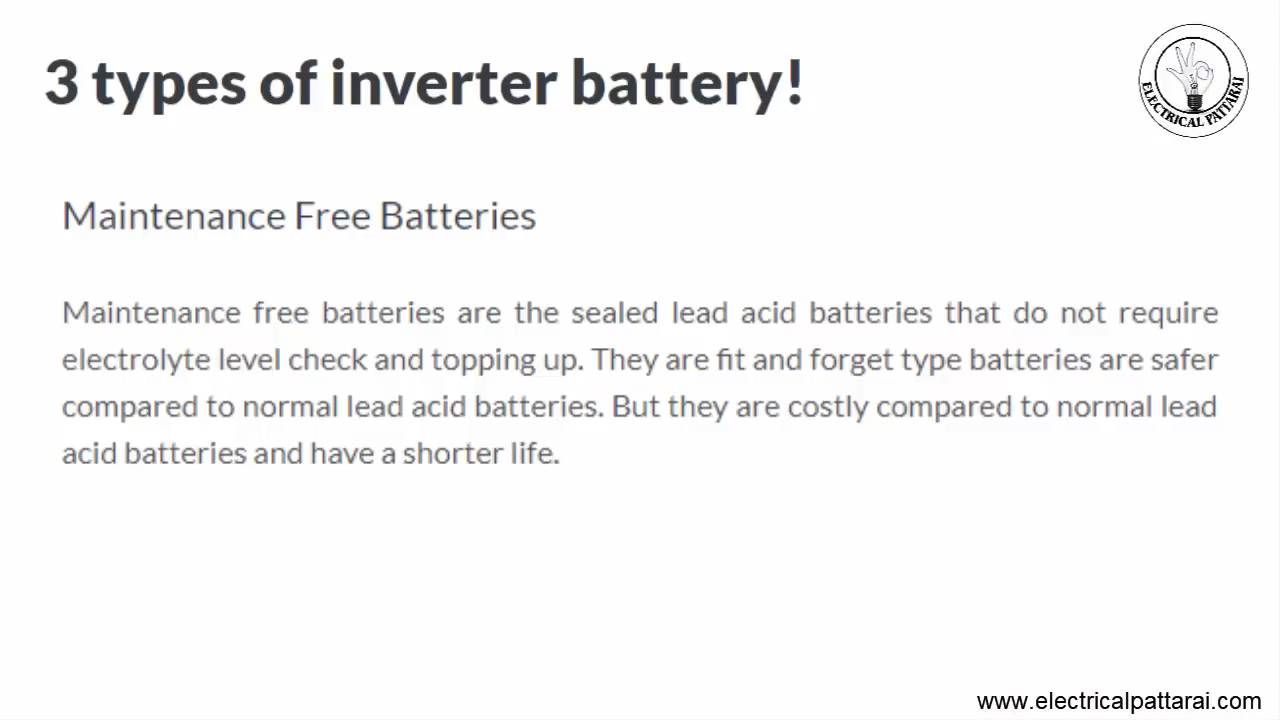 3 types of inverter battery!
ELECTRICAL PATTARAI
Maintenance Free Batteries
Maintenance free batteries are the sealed lead acid batteries that do not require
electrolyte level check and topping up. They are fit and forget type batteries are safer
compared to normal lead acid batteries. But they are costly compared to normal lead
acid batteries and have a shorter life.
www.electricalpattarai.com